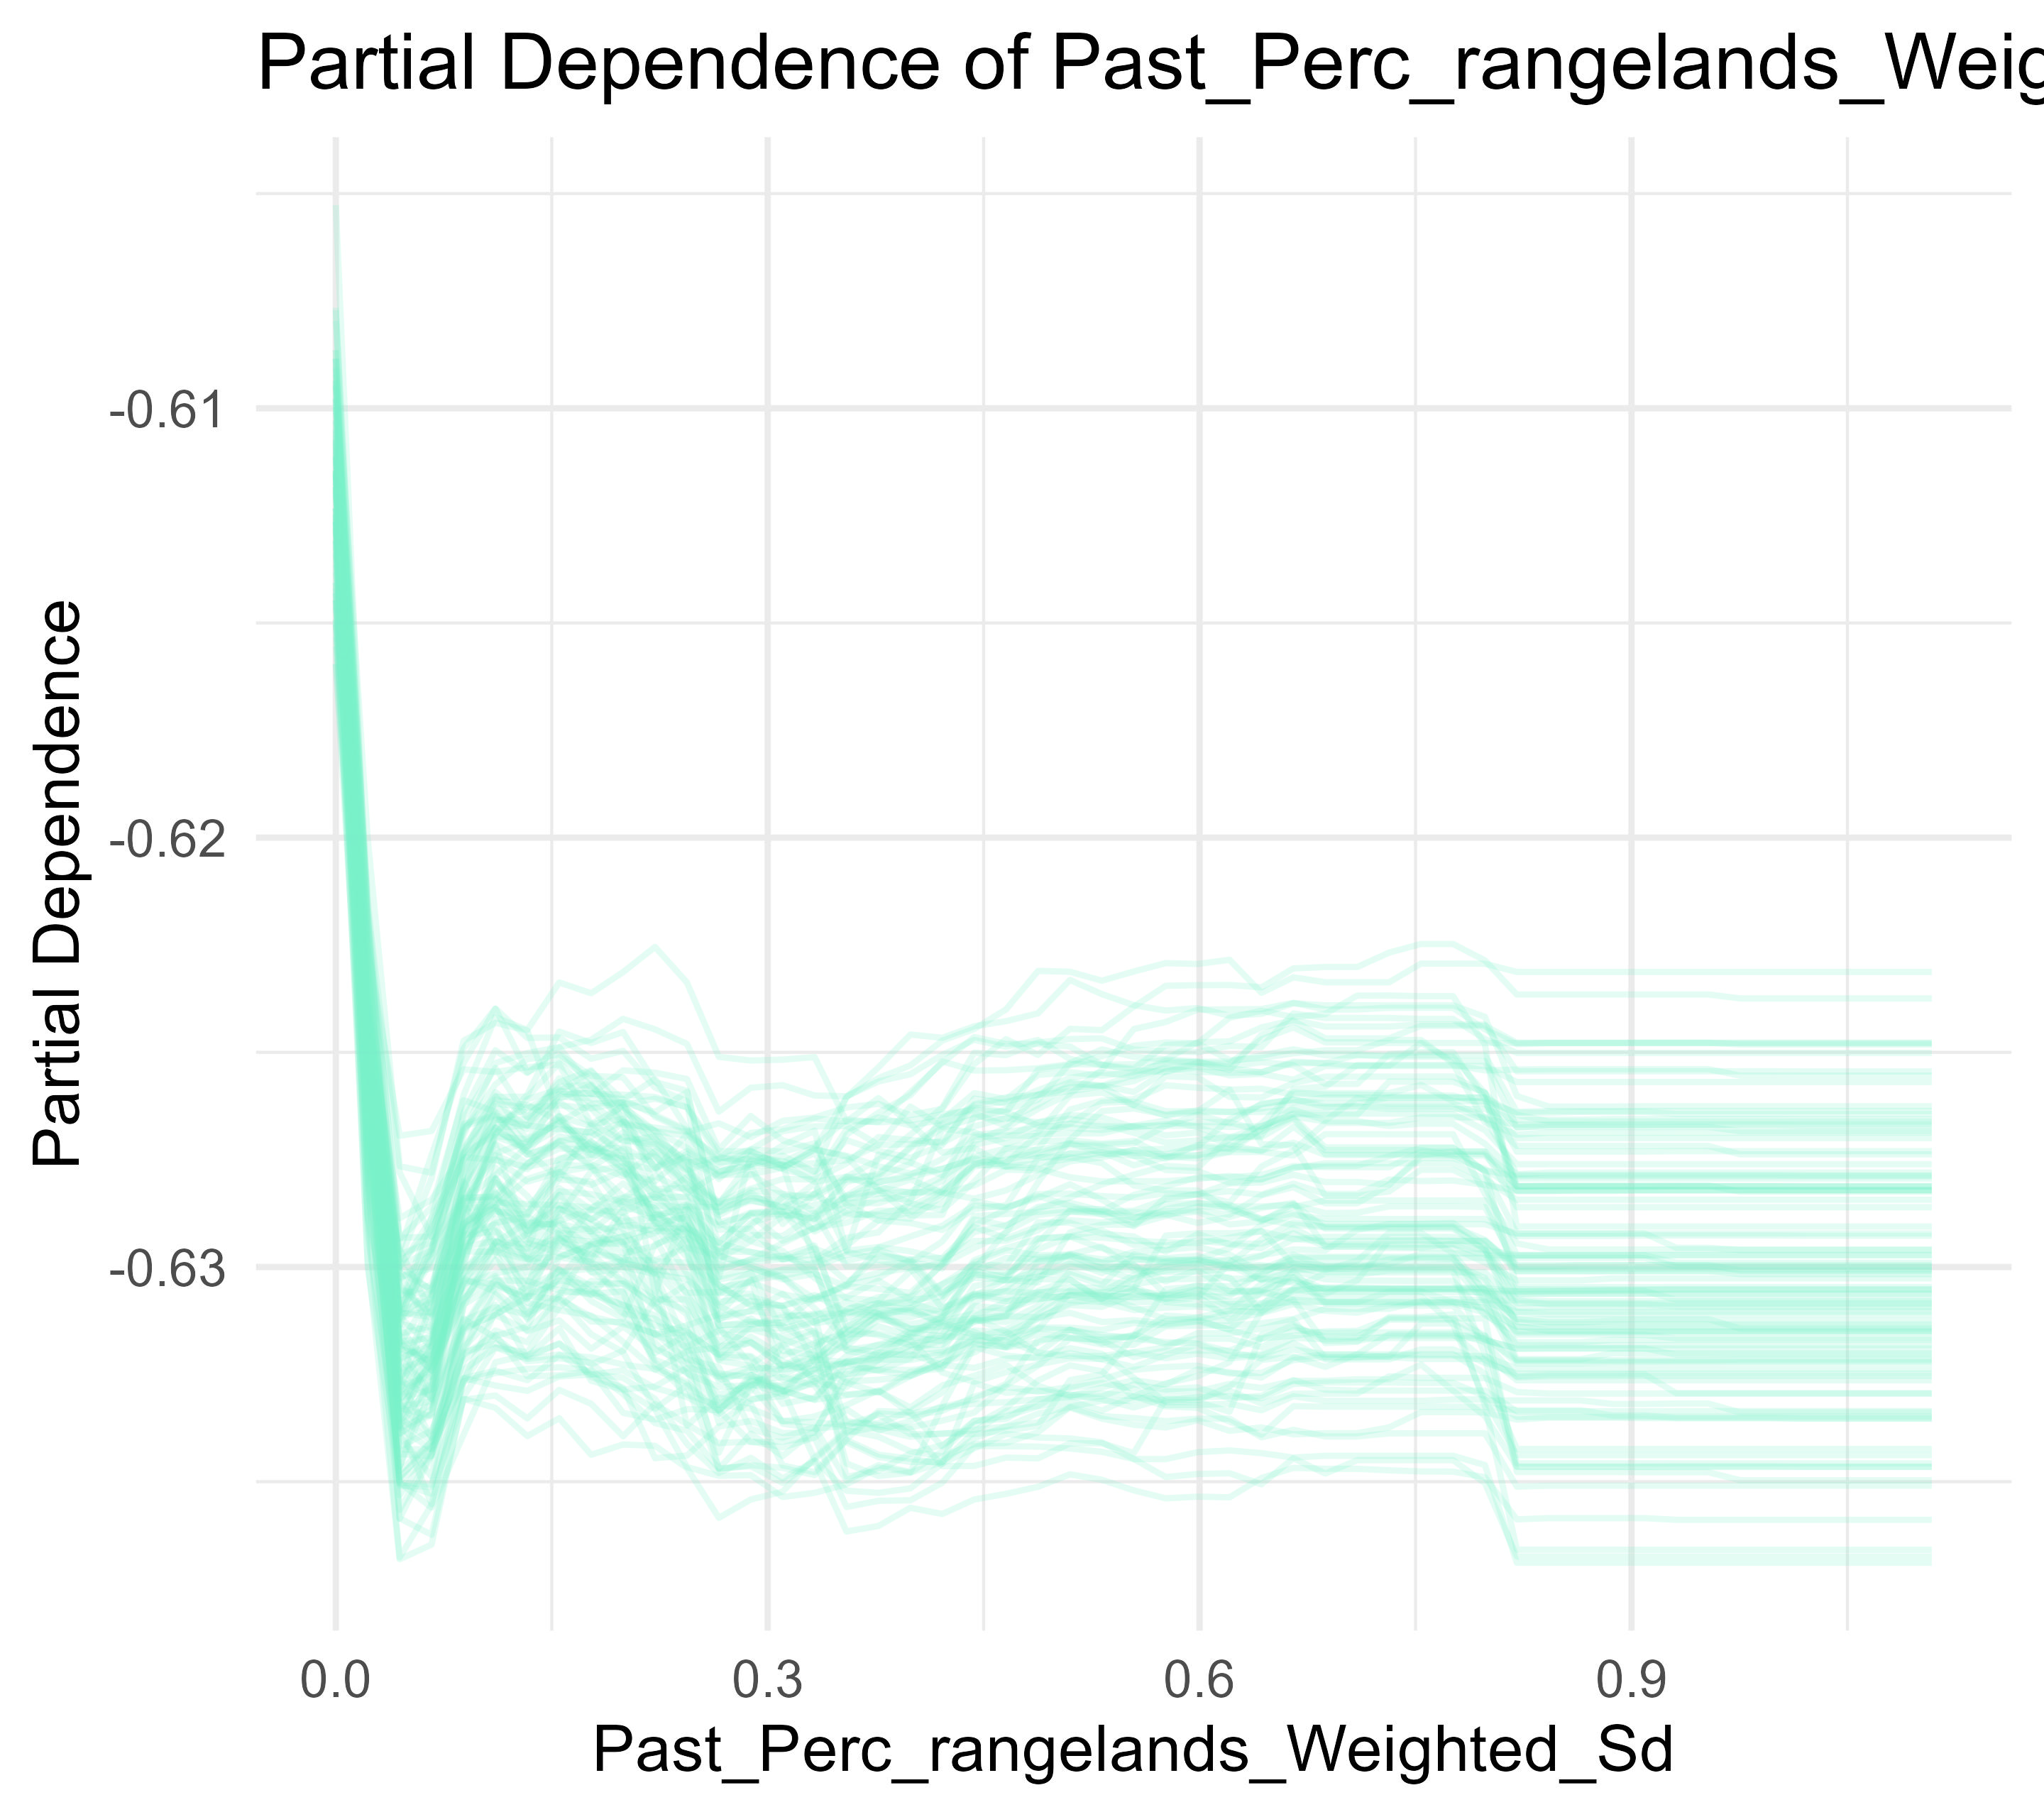 Partial Dependence of Past_Perc_rangelands_Weig
Partial Dependence
-0.61
-0.62
-0.63
0.0 0.3 0.6 0.9
Past_Perc_rangelands_Weighted_Sd